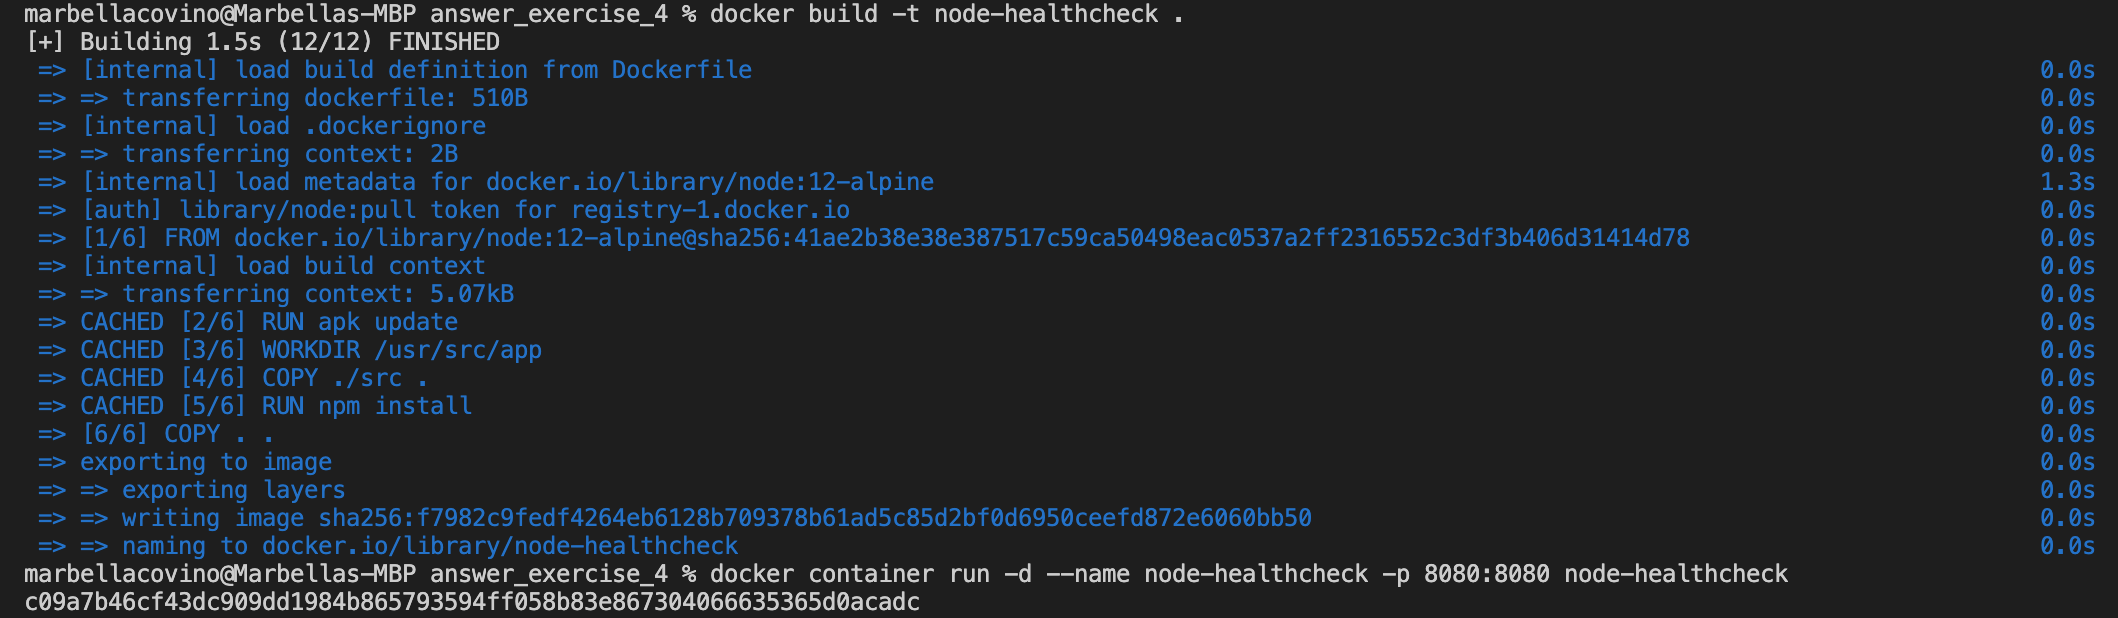 marbellacovino@Marbellas-MBP answer_exercise_4 % docker build -t node-healthcheck .
[+] Building 1.5s (12/12) FINISHED
=> [internal] load build definition from Dockerfile 0.0s
=> => transferring dockerfile: 510B 0.0s
=> [internal] load .dockerignore 0.0s
=> => transferring context: 2B 0.0s
=> [internal] load metadata for docker.io/library/node:12-alpine 1.3s
=> [auth] library/node:pull token for registry-1.docker.io 0.0s
=> [1/6] FROM docker.io/library/node:12-alpine@sha256:41ae2b38e38e387517c59ca50498eac0537a2ff2316552c3df3b406d31414d78 0.0s
=> [internal] load build context 0.0s
=> => transferring context: 5.07kB 0.0s
=> CACHED [2/6] RUN apk update 0.0s
=> CACHED [3/6] WORKDIR /usr/src/app 0.0s
=> CACHED [4/6] COPY ./src . 0.0s
=> CACHED [5/6] RUN npm install 0.0s
=> [6/6] COPY . . 0.0s
=> exporting to image 0.0s
=> => exporting layers 0.0s
=> => writing image sha256:f7982c9fedf4264eb6128b709378b61ad5c85d2bf0d6950ceefd872e6060bb50 0.0s
=> => naming to docker.io/library/node-healthcheck 0.0s
marbellacovino@Marbellas-MBP answer_exercise_4 % docker container run -d --name node-healthcheck -p 8080:8080 node-healthcheck
c09a7b46cf43dc909dd1984b865793594ff058b83e867304066635365d0acadc